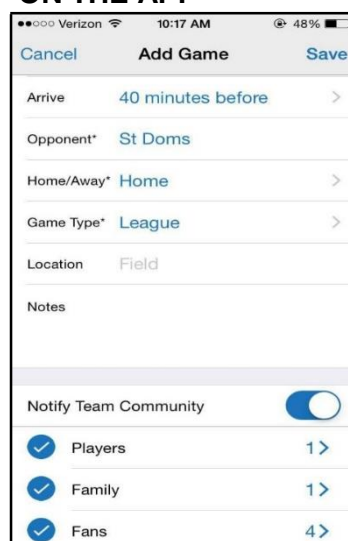 ON THE APP
Verizon 10:17 AM 48%
Cancel Add Game Save
Arrive 40 minutes before >
Opponent* St Doms
Home/Away* Home >
Game Type* League >
Location Field
Notes
Notify Team Community
Players 1 >
Family 1 >
Fans 4 >